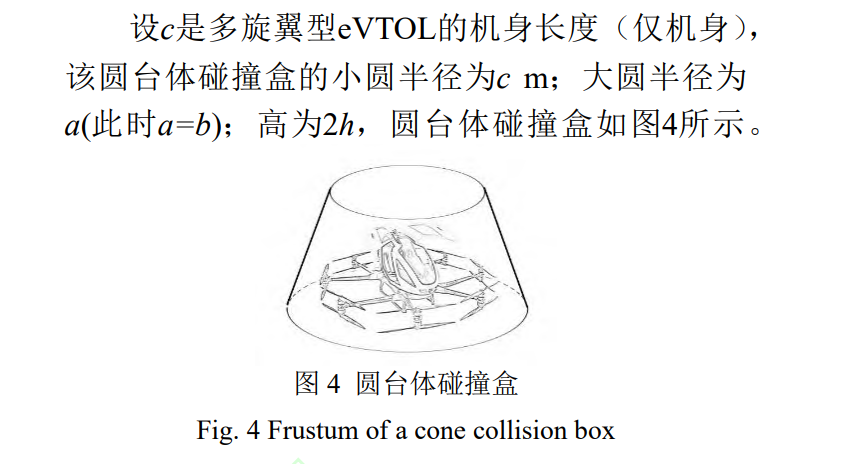 设c是多旋翼型eVTOL的机身长度（仅机身），
该圆台体碰撞盒的小圆半径为c m；大圆半径为
a(此时a=b)；高为2h，圆台体碰撞盒如图4所示。
图 4 圆台体碰撞盒
Fig. 4 Frustum of a cone collision box